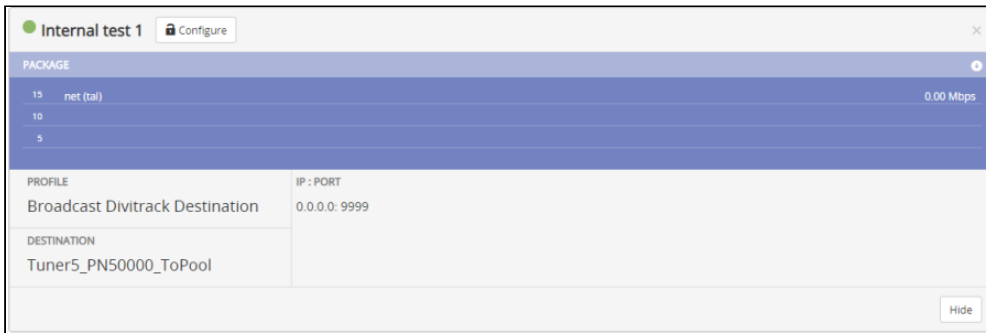 Internal test 1 Configure ×
PACKAGE
15 net (tal) 0.00 Mbps
10
5
PROFILE IP : PORT
Broadcast Divitrack Destination 0.0.0.0: 9999
DESTINATION
Tuner5_PN50000_ToPool
Hide